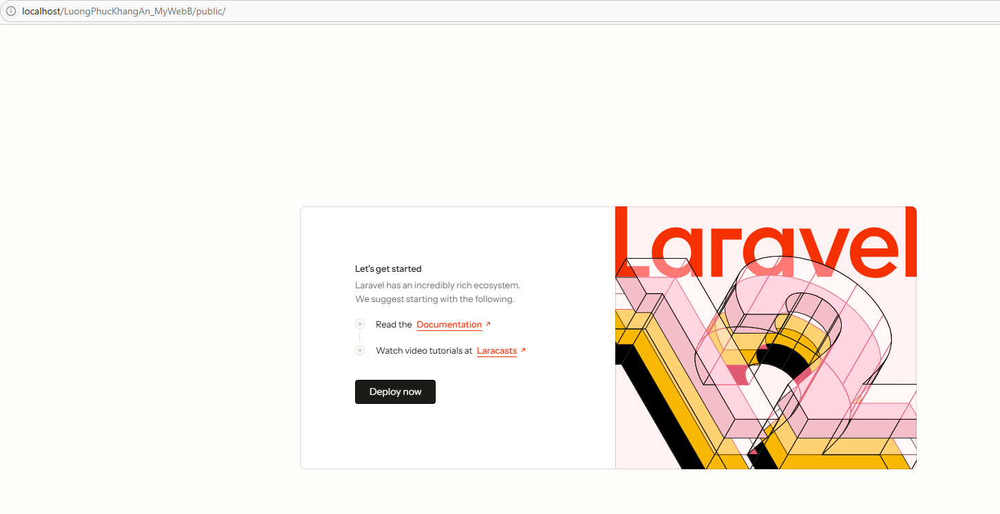 localhost/LuongPhucKhangAn_MyWebB/public/
Let's get started
Laravel has an incredibly rich ecosystem.
We suggest starting with the following.
Read the Documentation
Watch video tutorials at Laracasts
Deploy now
Laravel